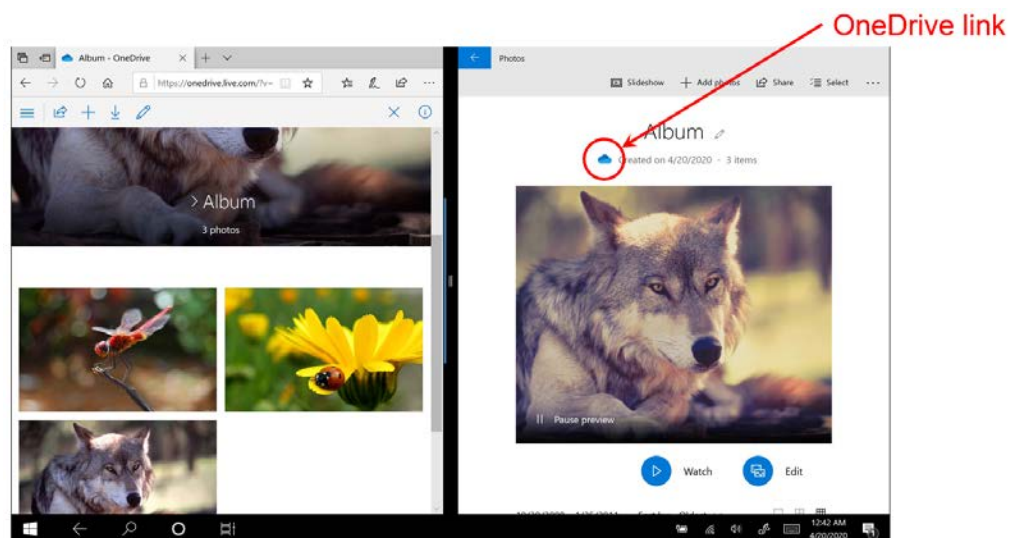 OneDrive link
Album - OneDrive
https://onedrive.live.com/?v=
Album
3 photos
Photos
Slideshow
Add photos
Share
Select
Album
Created on 4/20/2020 - 3 items
Pause preview
Watch
Edit
12:42 AM
4/20/2020